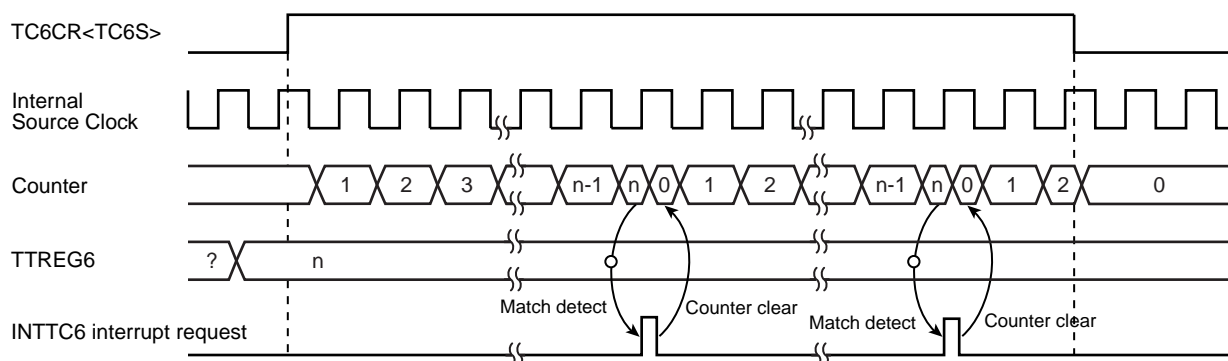 TC6CR<TC6S>
Internal
Source Clock
Counter
1 2 3 n-1 n 0 1 2 n-1 n 0 1 2 0
TTREG6
? n
Match detect Counter clear Match detect Counter clear
INTTC6 interrupt request